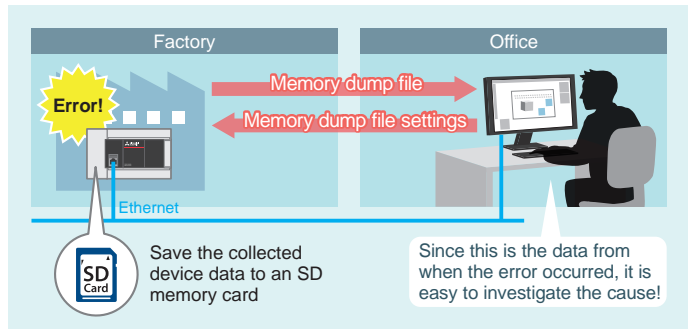 Factory
Office
Error!
Memory dump file
Memory dump file settings
Ethernet
SD
Card
Save the collected
device data to an SD
memory card
Since this is the data from
when the error occurred, it is
easy to investigate the cause!